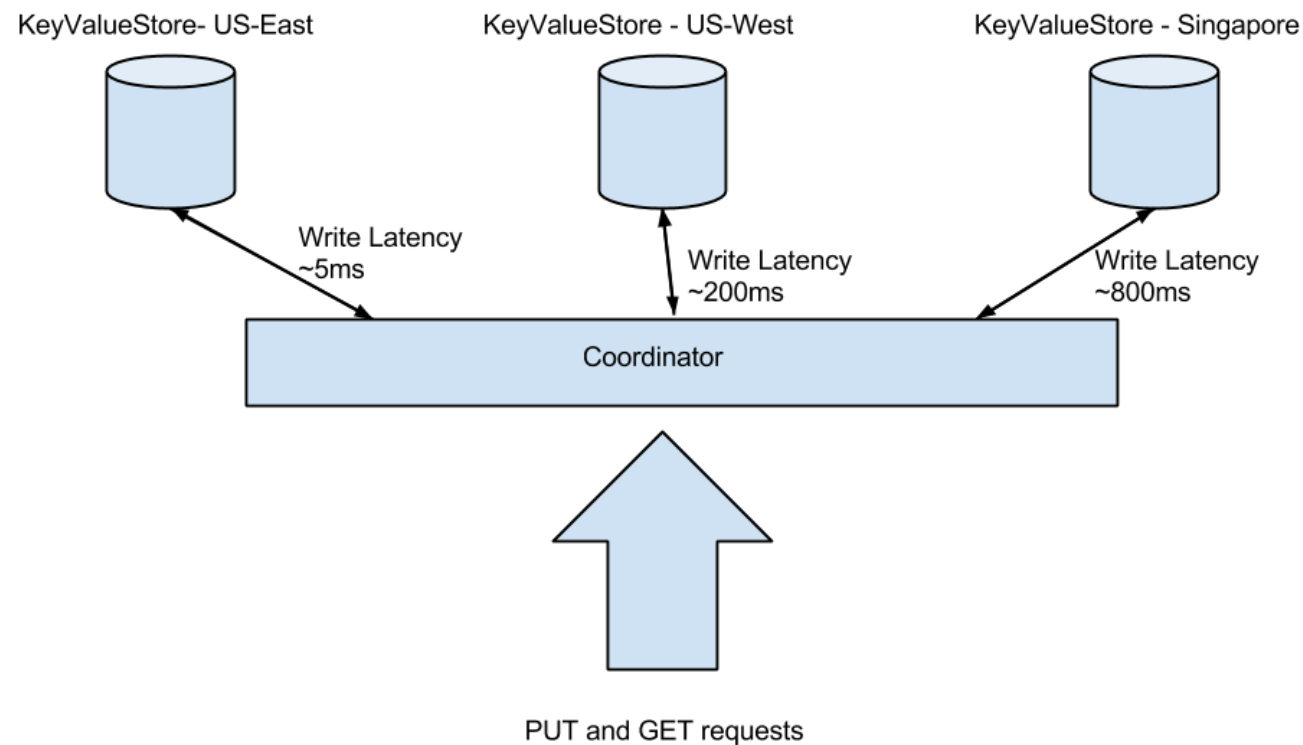 KeyValueStore- US-East
KeyValueStore - US-West
KeyValueStore - Singapore
Write Latency
~5ms
Write Latency
~200ms
Write Latency
~800ms
Coordinator
PUT and GET requests